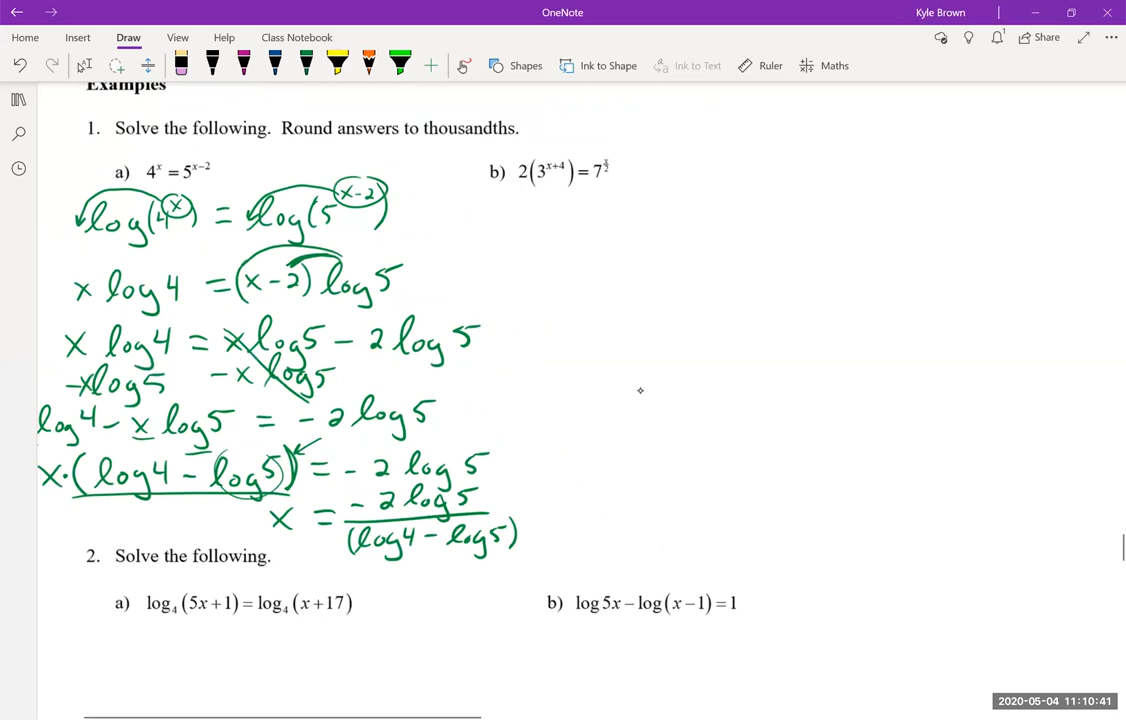 OneNote
Kyle Brown
Home Insert Draw View Help Class Notebook
1
Share
Shapes Ink to Shape Ink to Text Ruler Maths
Examples
1. Solve the following. Round answers to thousandths.
a) 4^x = 5^(x−2)
b) 2(3^(x+4)) = 7^(x/2)
log(4^x) = log(5^(x-2))
x log 4 = (x-2) log 5
x log 4 = x log 5 - 2 log 5
-x log 5 -x log 5
log 4 - x log 5 = -2 log 5
x·(log 4 - log 5) = -2 log 5
x = -2 log 5 / (log 4 - log 5)
2. Solve the following.
a) log₄(5x+1) = log₄(x+17)
b) log 5x − log(x−1) = 1
2020-05-04 11:10:41